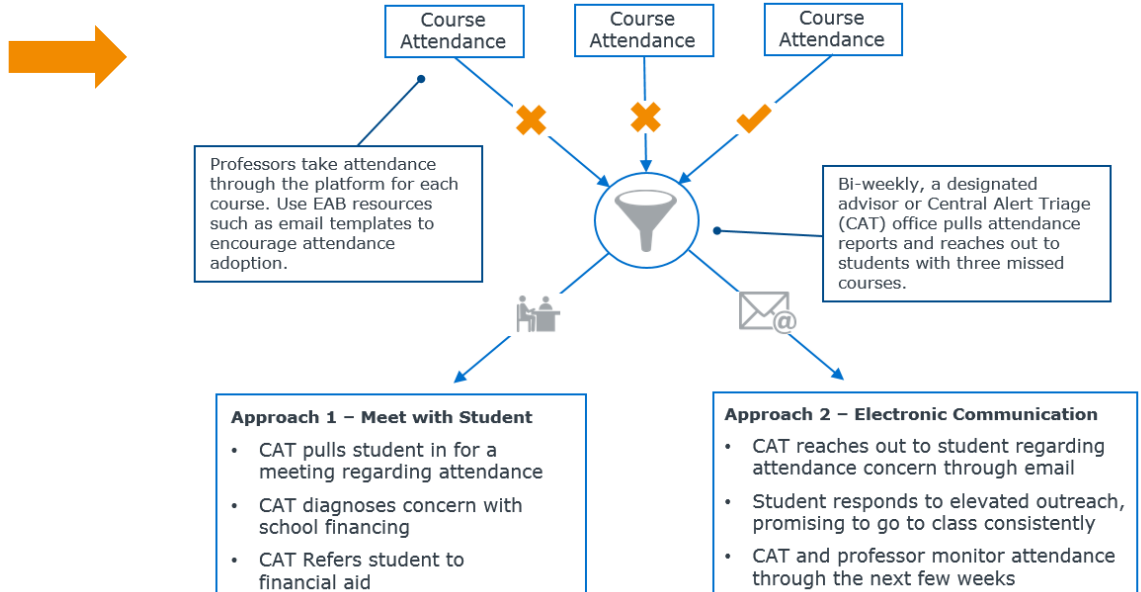 Course
Attendance
Course
Attendance
Course
Attendance
Professors take attendance
through the platform for each
course. Use EAB resources
such as email templates to
encourage attendance
adoption.
Bi-weekly, a designated
advisor or Central Alert Triage
(CAT) office pulls attendance
reports and reaches out to
students with three missed
courses.
@
Approach 1 – Meet with Student
• CAT pulls student in for a
meeting regarding attendance
• CAT diagnoses concern with
school financing
• CAT Refers student to
financial aid
Approach 2 – Electronic Communication
• CAT reaches out to student regarding
attendance concern through email
• Student responds to elevated outreach,
promising to go to class consistently
• CAT and professor monitor attendance
through the next few weeks